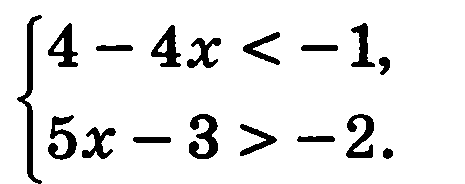 4 − 4x < −1,
5x − 3 > −2.